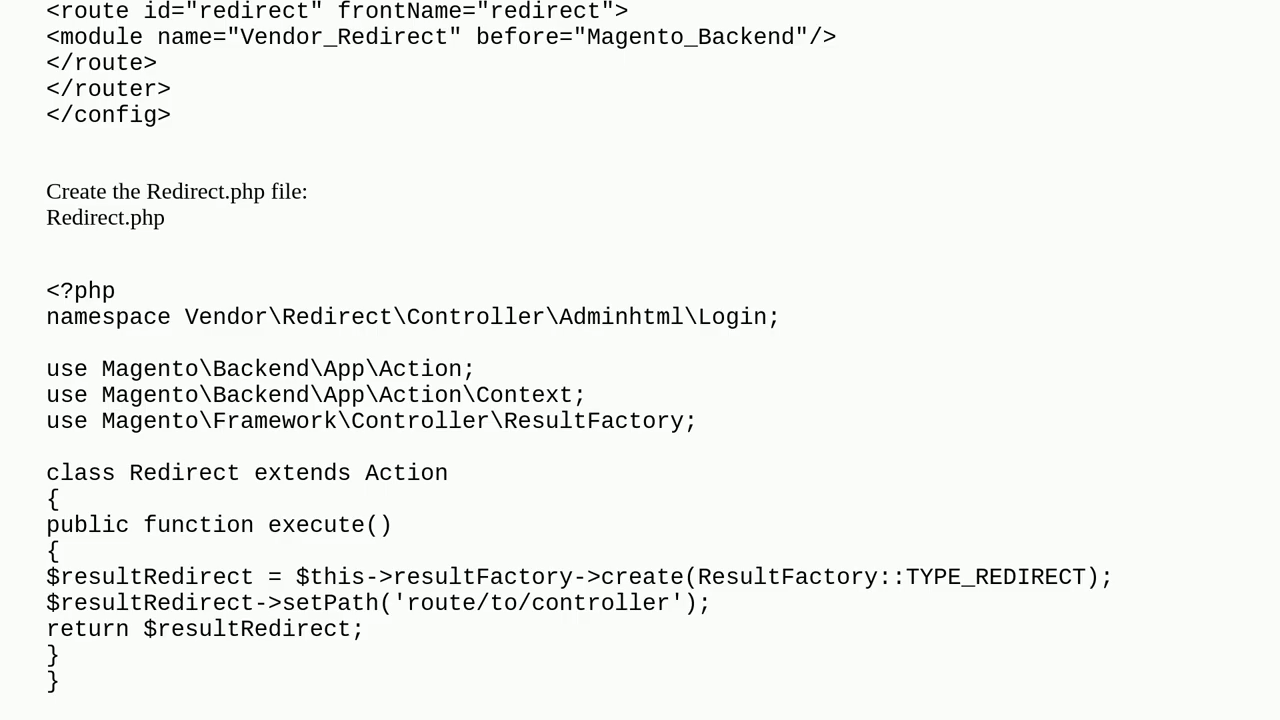 <route id="redirect" frontName="redirect">
<module name="Vendor_Redirect" before="Magento_Backend"/>
</route>
</router>
</config>
Create the Redirect.php file:
Redirect.php
<?php
namespace Vendor\Redirect\Controller\Adminhtml\Login;
use Magento\Backend\App\Action;
use Magento\Backend\App\Action\Context;
use Magento\Framework\Controller\ResultFactory;
class Redirect extends Action
{
public function execute()
{
$resultRedirect = $this->resultFactory->create(ResultFactory::TYPE_REDIRECT);
$resultRedirect->setPath('route/to/controller');
return $resultRedirect;
}
}